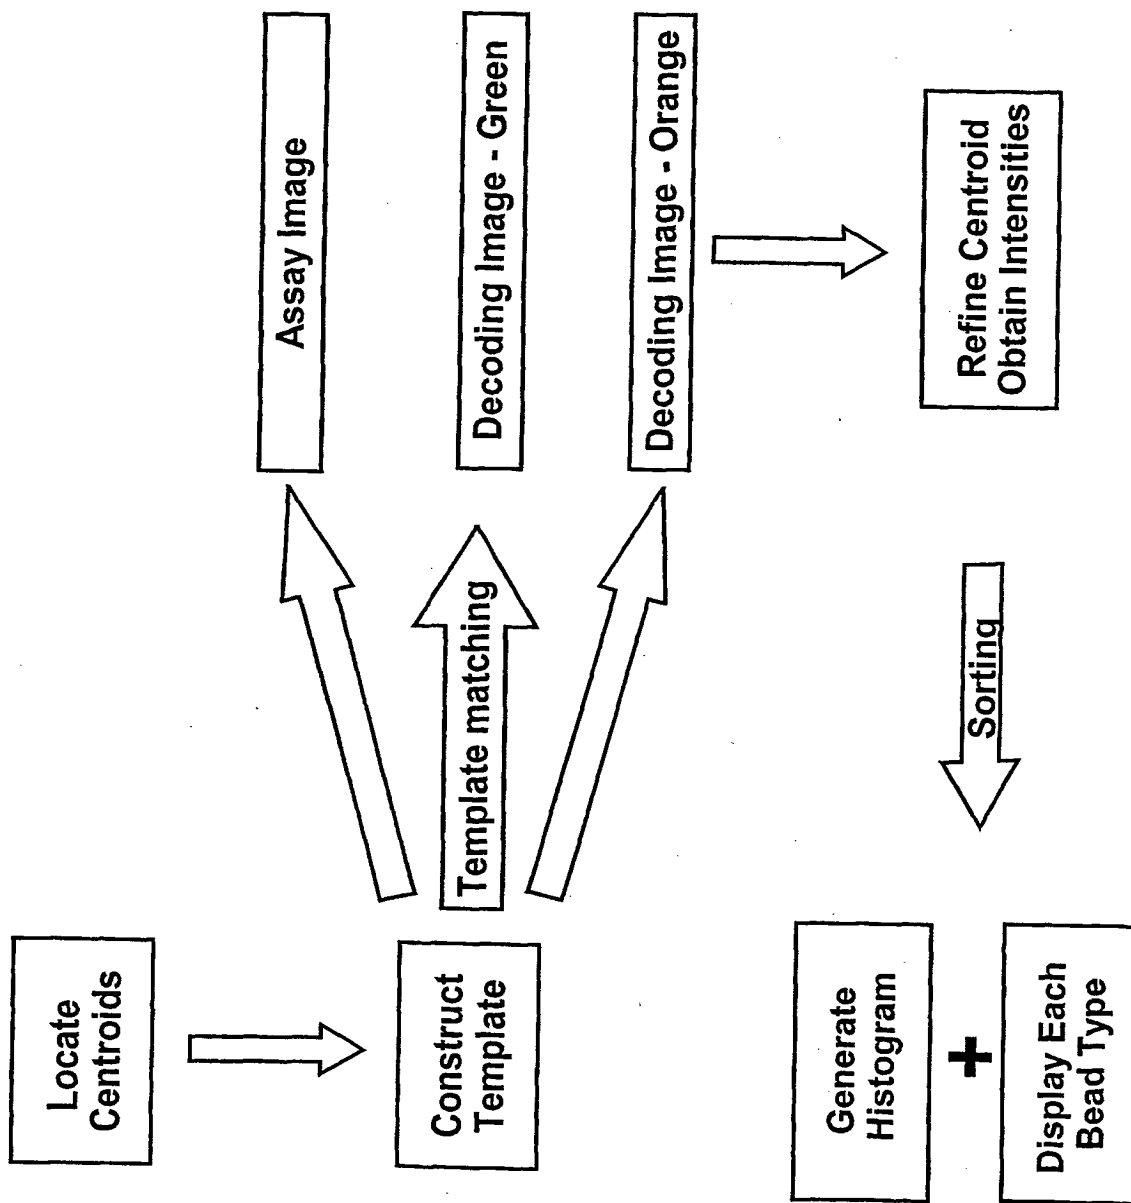 Locate
Centroids
Construct
Template
Template matching
Assay Image
Decoding Image - Green
Decoding Image - Orange
Refine Centroid
Obtain Intensities
Sorting
Generate
Histogram
+
Display Each
Bead Type